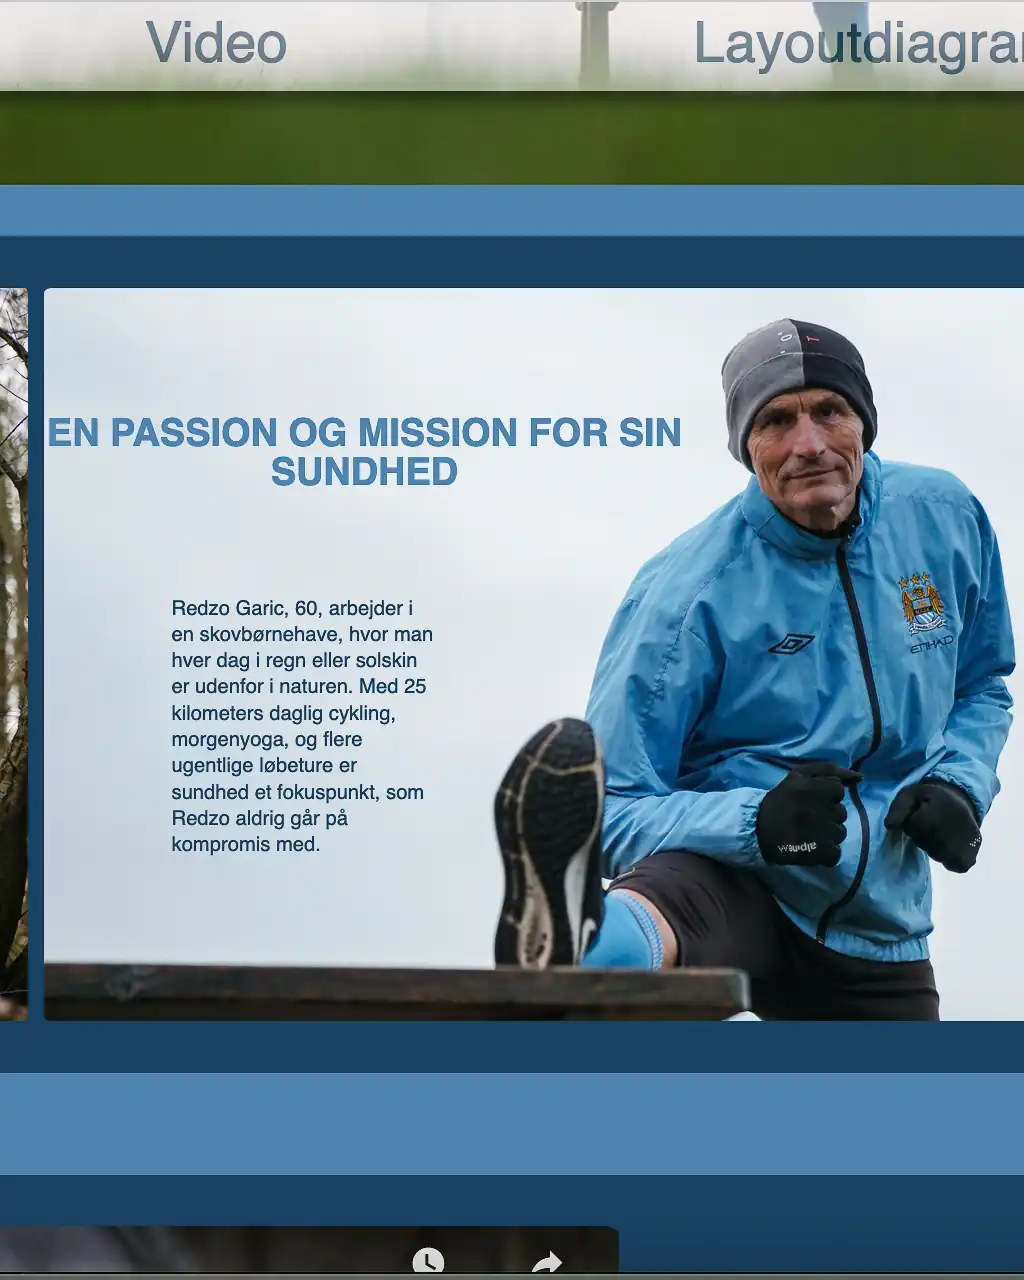 Video
Layoutdiagra
EN PASSION OG MISSION FOR SIN
SUNDHED
Redzo Garic, 60, arbejder i
en skovbørnehave, hvor man
hver dag i regn eller solskin
er udenfor i naturen. Med 25
kilometers daglig cykling,
morgenyoga, og flere
ugentlige løbeture er
sundhed et fokuspunkt, som
Redzo aldrig går på
kompromis med.
ETIHAD
alpine